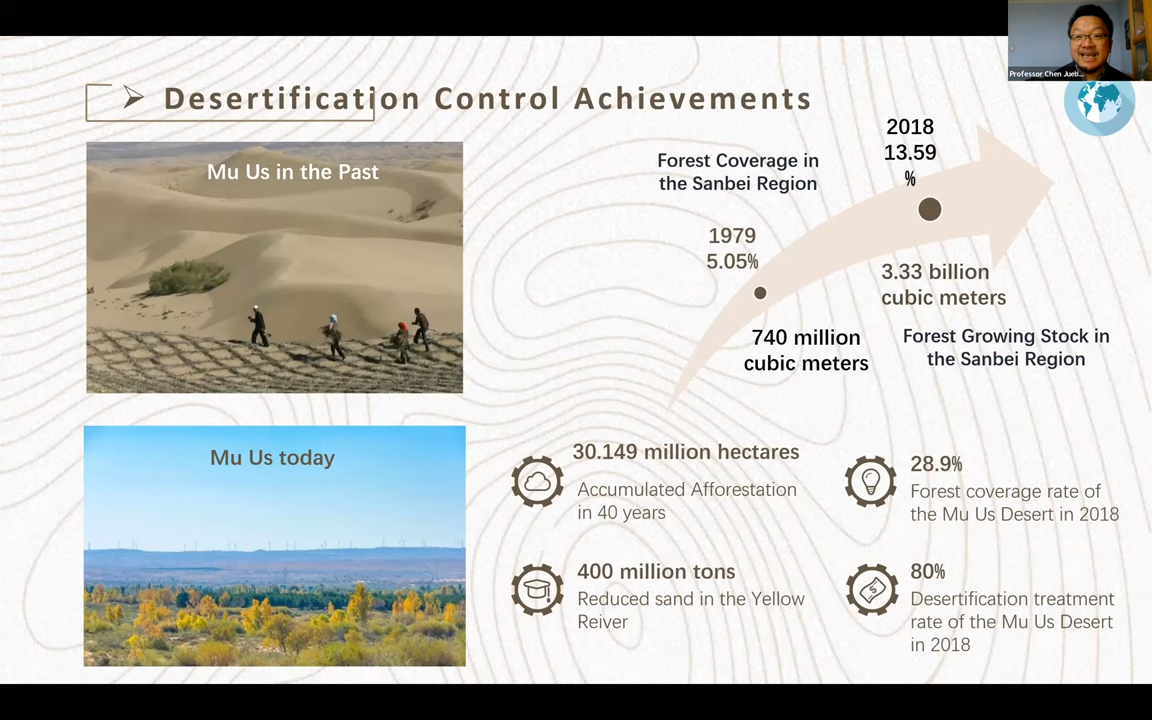 Professor Chen Jueb...
Desertification Control Achievements
Mu Us in the Past
Mu Us today
Forest Coverage in
the Sanbei Region
1979
5.05%
2018
13.59
%
740 million
cubic meters
3.33 billion
cubic meters
Forest Growing Stock in
the Sanbei Region
30.149 million hectares
Accumulated Afforestation
in 40 years
28.9%
Forest coverage rate of
the Mu Us Desert in 2018
400 million tons
Reduced sand in the Yellow
Reiver
80%
Desertification treatment
rate of the Mu Us Desert
in 2018